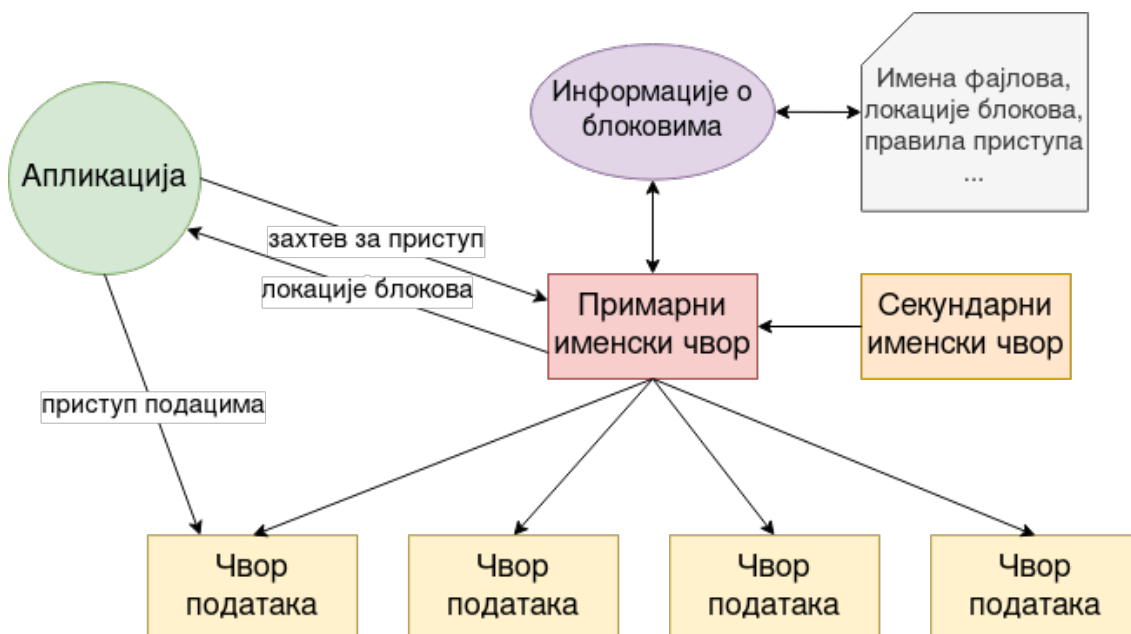 Апликација
Информације о
блоковима
Имена фајлова,
локације блокова,
правила приступа
...
захтев за приступ
локације блокова
Примарни
именски чвор
Секундарни
именски чвор
приступ подацима
Чвор
података
Чвор
података
Чвор
података
Чвор
података